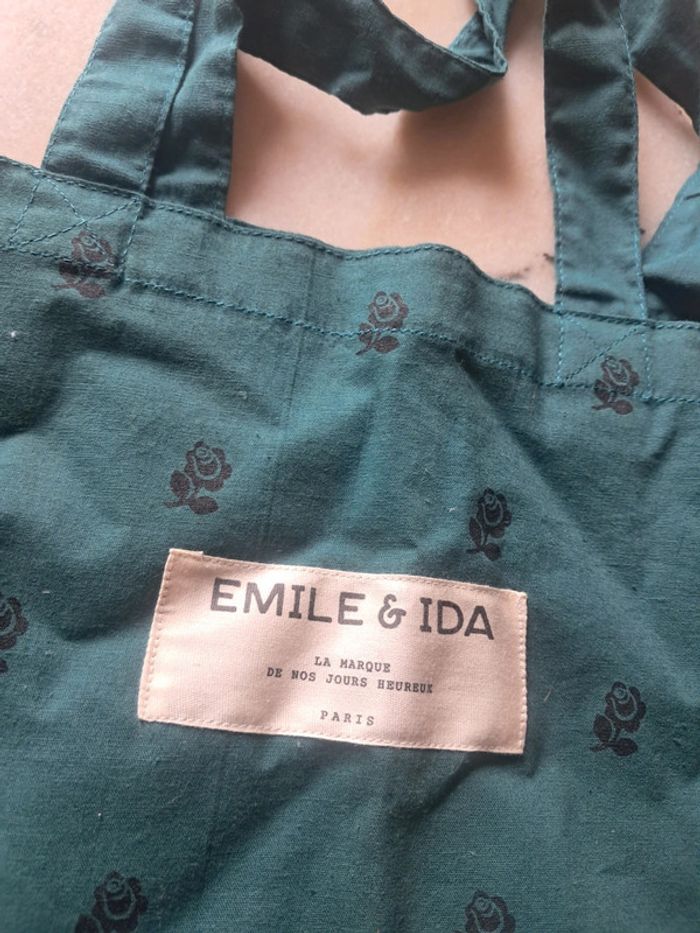 EMILE & IDA
LA MARQUE
DE NOS JOURS HEUREUX
PARIS